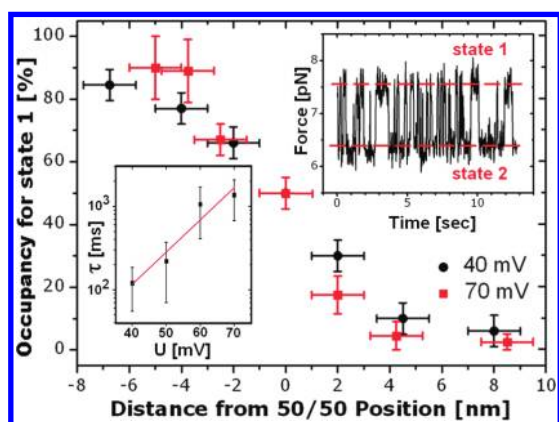 Occupancy for state 1 [%]
100
80
60
40
20
0
-8 -6 -4 -2 0 2 4 6 8 10
Distance from 50/50 Position [nm]
40 mV
70 mV
Force [pN]
8
7
6
0 5 10 15
Time [sec]
state 1
state 2
τ [ms]
10³
10²
40 50 60 70
U [mV]